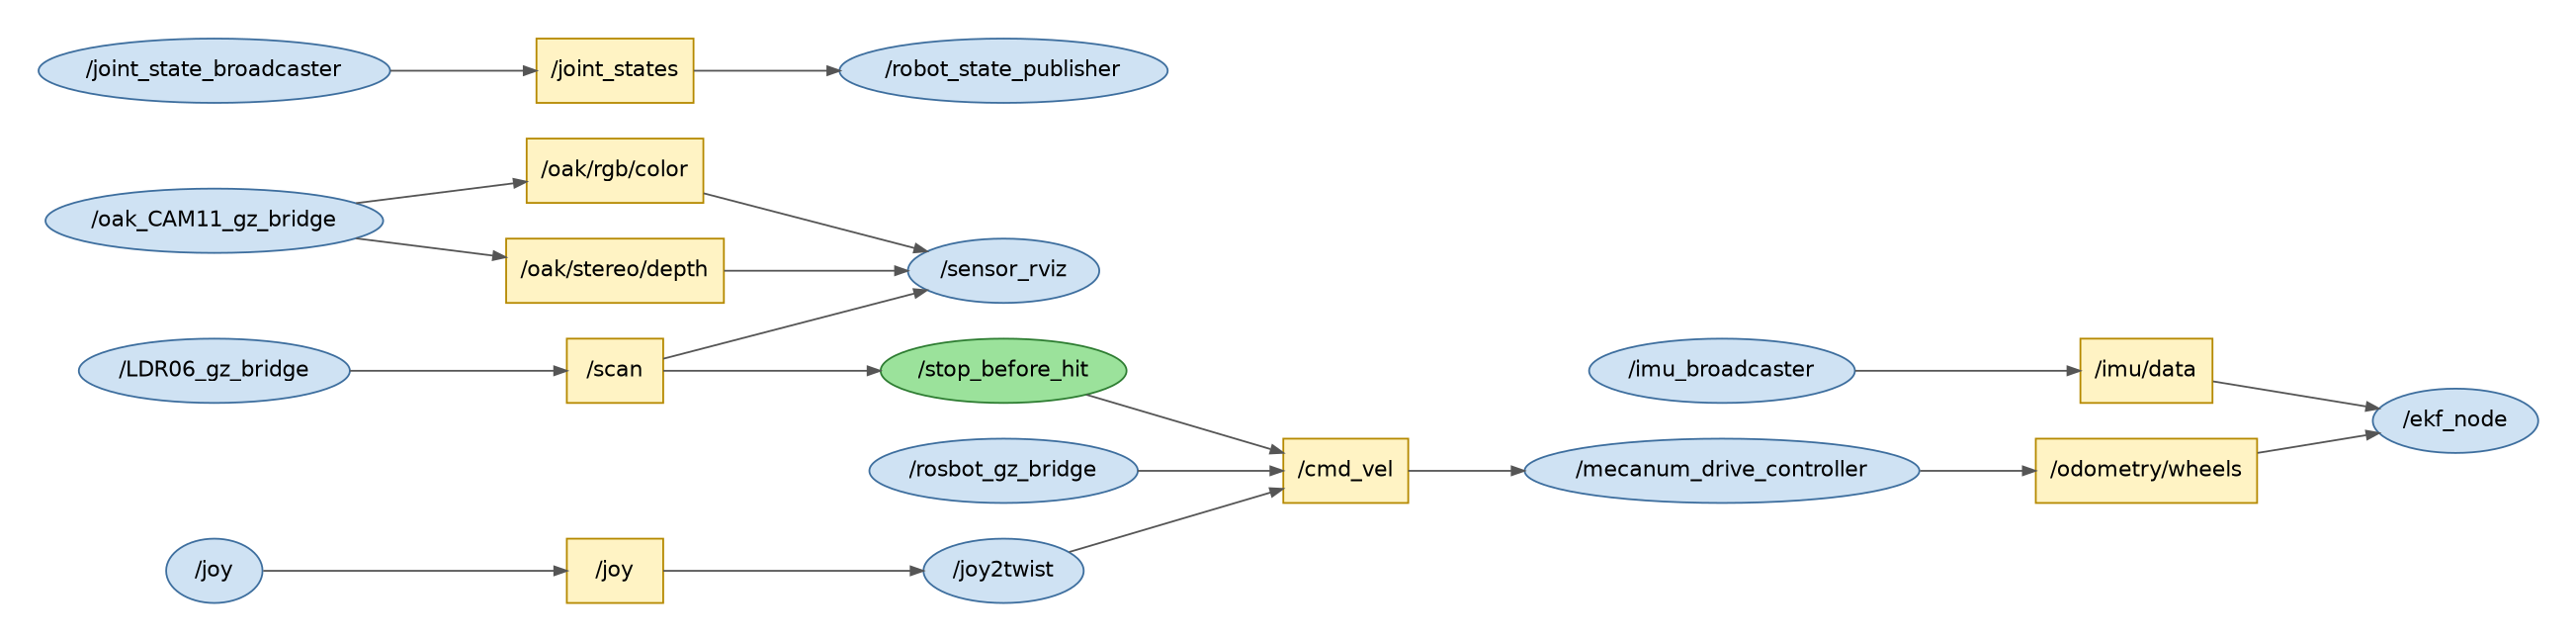 /joint_state_broadcaster
/joint_states
/robot_state_publisher
/oak/rgb/color
/oak_CAM11_gz_bridge
/oak/stereo/depth
/sensor_rviz
/LDR06_gz_bridge
/scan
/stop_before_hit
/imu_broadcaster
/imu/data
/ekf_node
/rosbot_gz_bridge
/cmd_vel
/mecanum_drive_controller
/odometry/wheels
/joy
/joy
/joy2twist